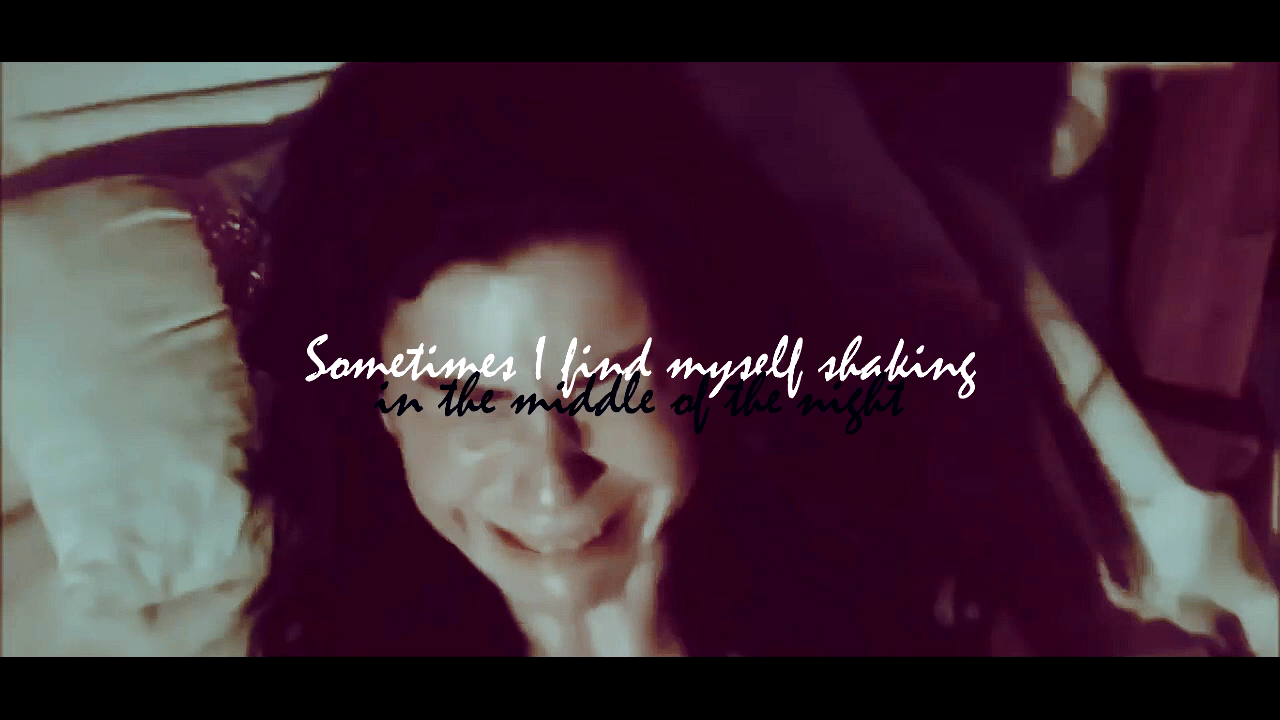 Sometimes I find myself shaking
in the middle of the night